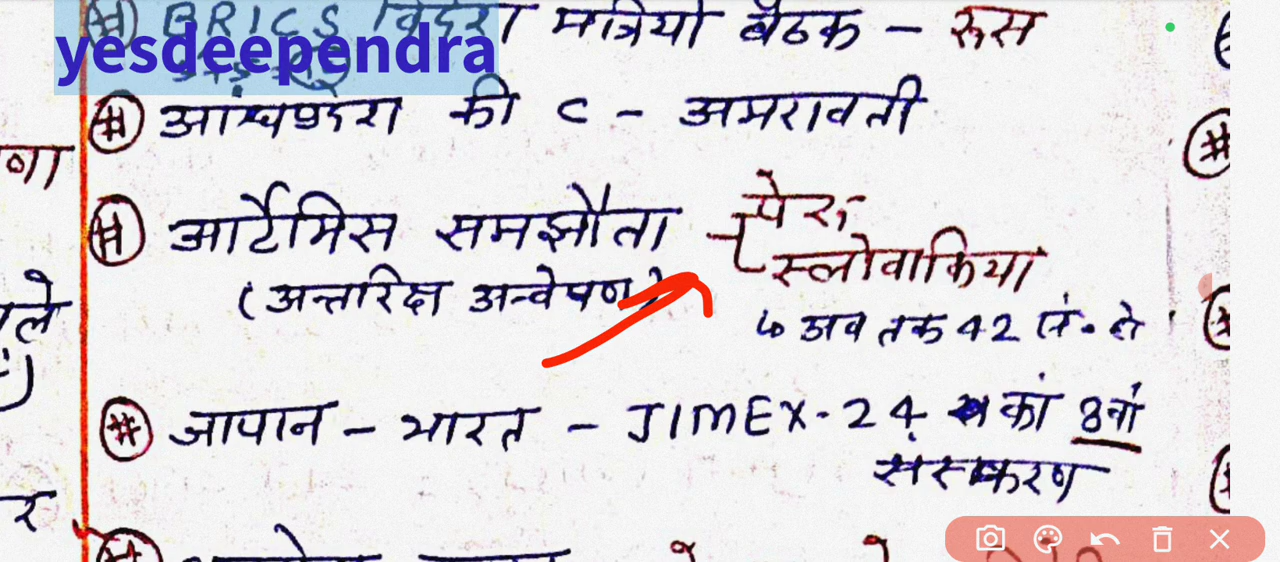 BRICS विदेश मंत्रियों बैठक - रूस
yesdeependra
# आंध्रप्रदेश की C - अमरावती
णा
# आर्टेमिस समझौता - पेरू
स्लोवाकिया
(अन्तरिक्ष अन्वेषण)
↳ अब तक 42
# जापान - भारत - JIMEX-24 का 8वां
संस्करण
र